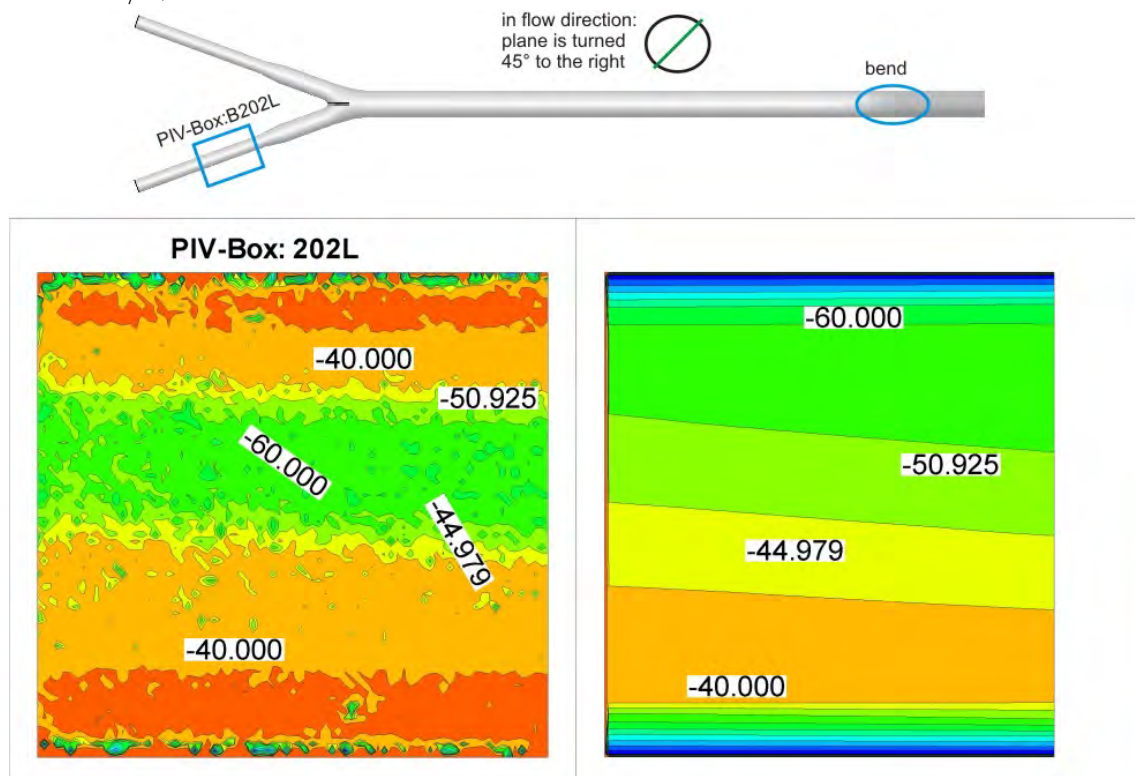 in flow direction:
plane is turned
45° to the right
bend
PIV-Box:B202L
PIV-Box: 202L
-40.000
-50.925
-60.000
-44.979
-40.000
-60.000
-50.925
-44.979
-40.000